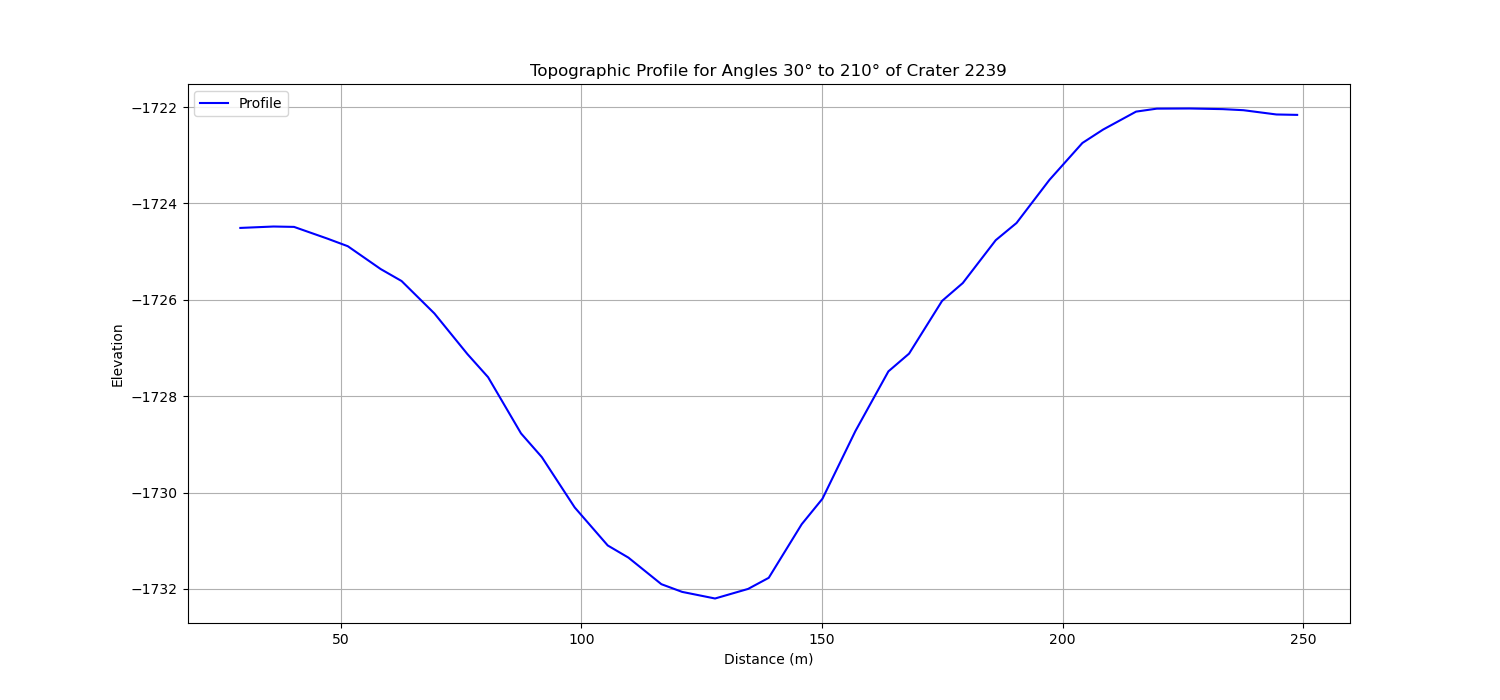 Topographic Profile for Angles 30° to 210° of Crater 2239
Profile
−1722
−1724
−1726
−1728
−1730
−1732
Elevation
50
100
150
200
250
Distance (m)